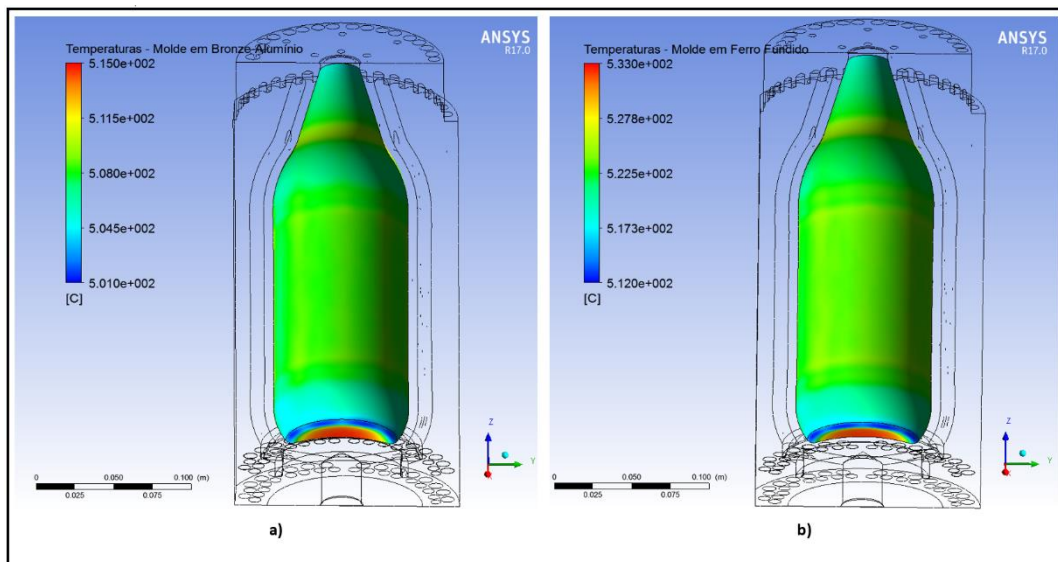 ANSYS
R17.0
Temperaturas - Molde em Bronze-Alumínio
5.150e+002
5.115e+002
5.080e+002
5.045e+002
5.010e+002
[C]
Z
Y
0 0.050 0.100 (m)
0.025 0.075
a)
ANSYS
R17.0
Temperaturas - Molde em Ferro Fundido
5.330e+002
5.278e+002
5.225e+002
5.173e+002
5.120e+002
[C]
Z
Y
0 0.050 0.100 (m)
0.025 0.075
b)